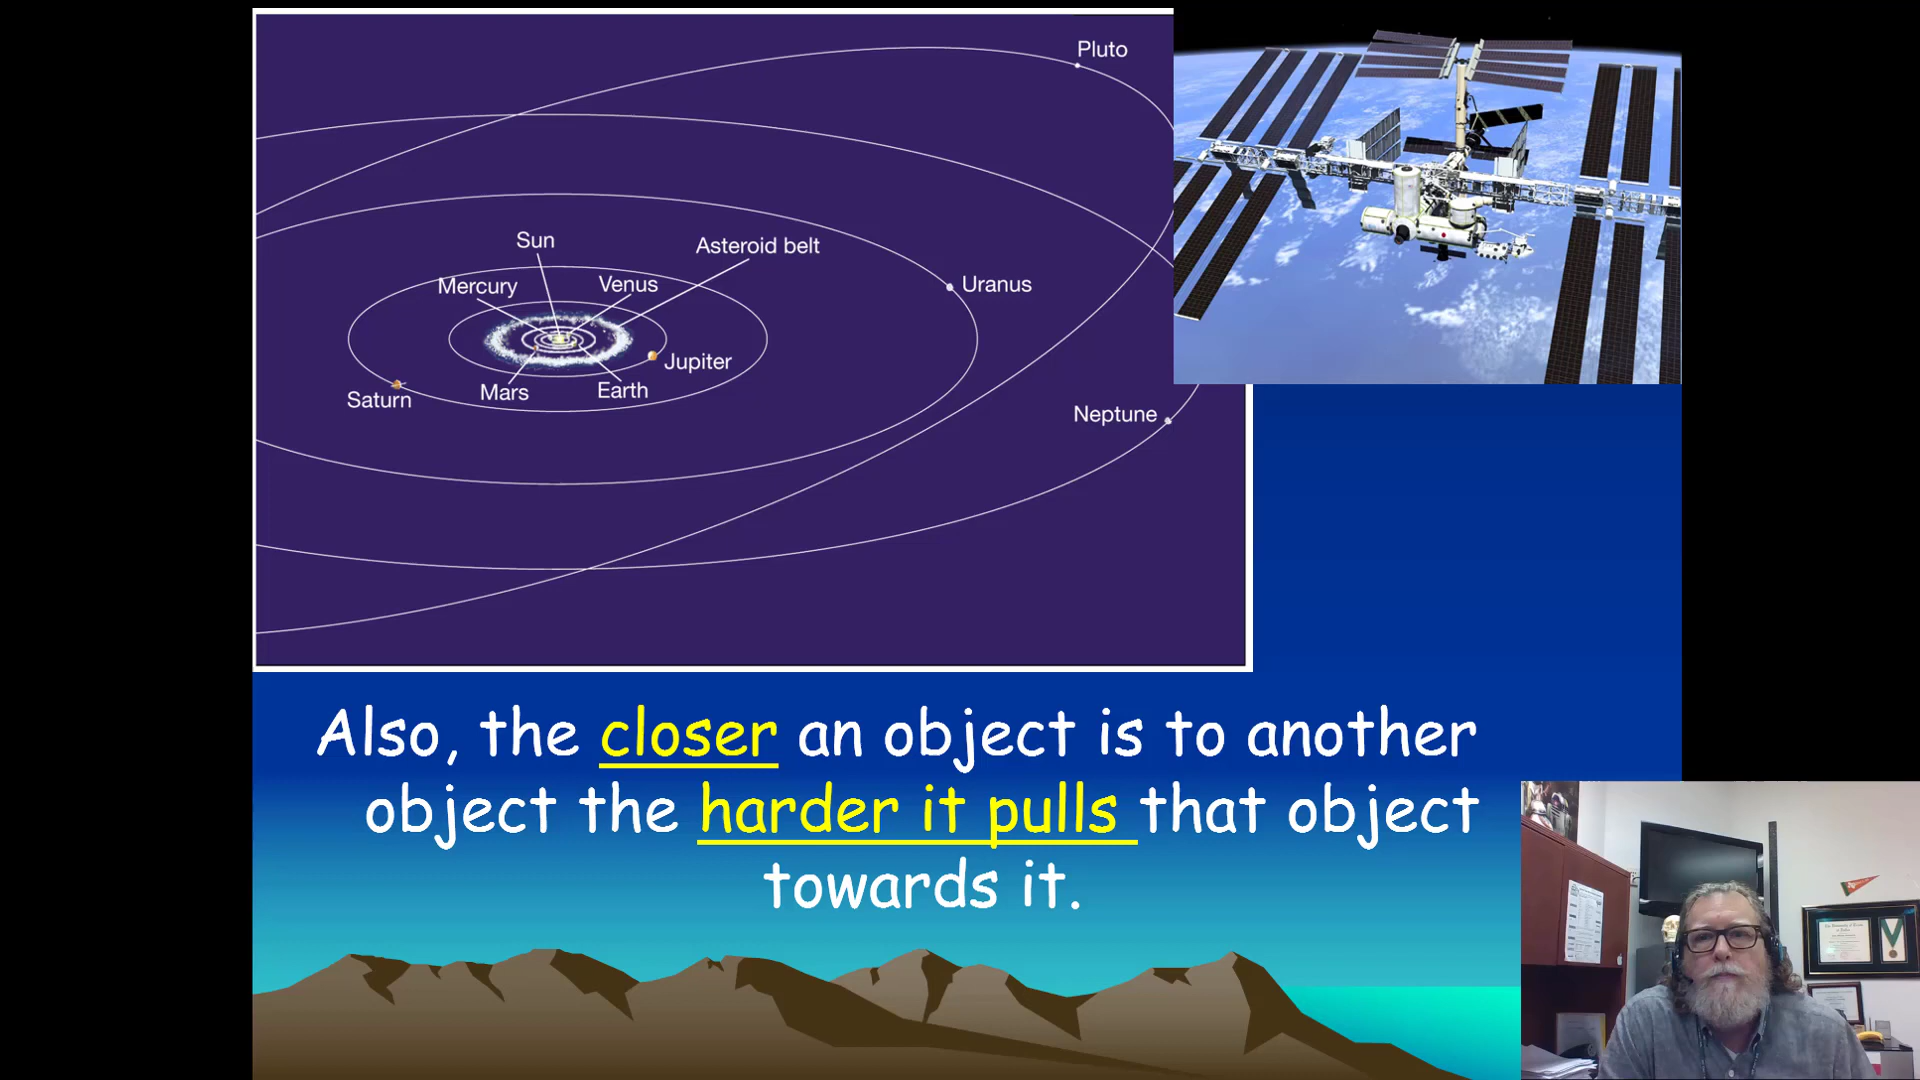 Pluto
Sun
Asteroid belt
Mercury
Venus
Uranus
Jupiter
Saturn
Mars
Earth
Neptune
Also, the closer an object is to another
object the harder it pulls that object
towards it.